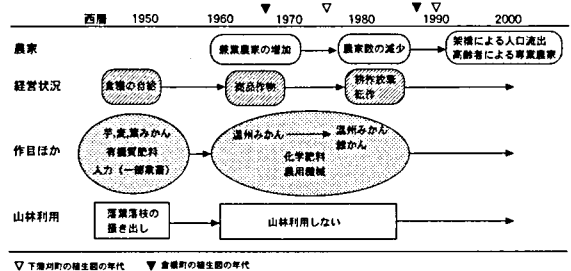 西暦 1950 1960 1970 1980 1990 2000
農家 兼業農家の増加 農家数の減少 架橋による人口流出
高齢者による専業農家
経営状況 食糧の自給 商品作物 耕作放棄
転作
作目ほか
芋,麦,葉みかん
有機質肥料
人力(一部家畜)
温州みかん 温州みかん
雑かん
化学肥料
農用機械
山林利用 落葉落枝の
掻き出し
山林利用しない
▽ 下蒲刈町の植生図の年代 ▼ 倉橋町の植生図の年代